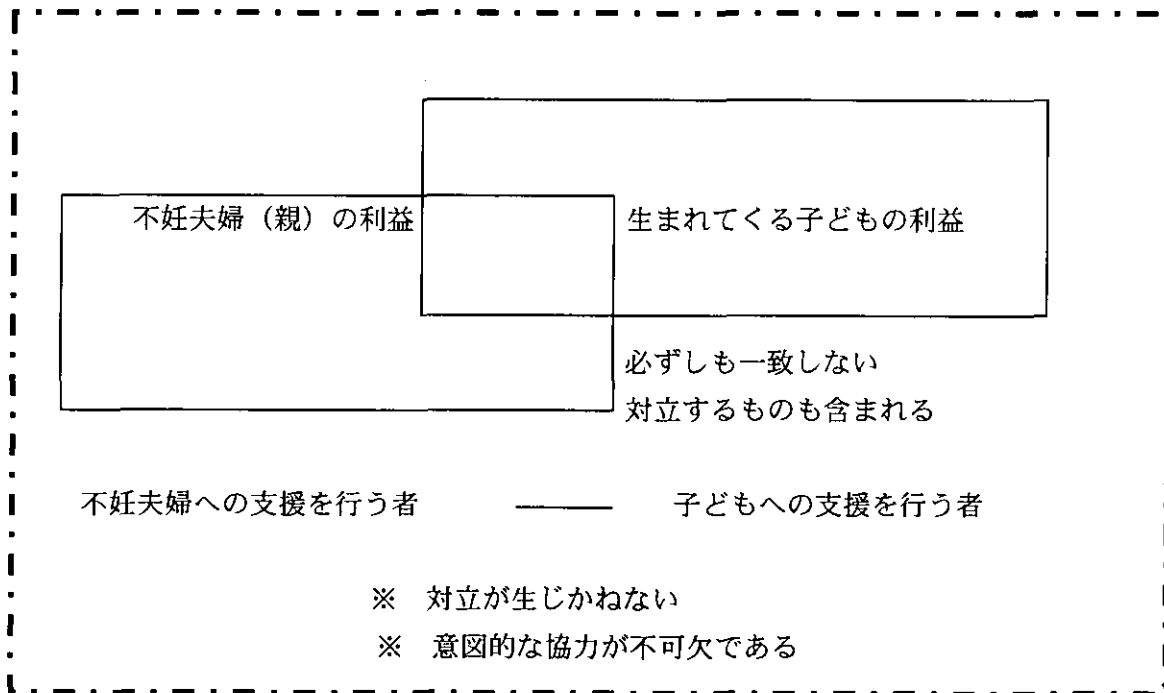 不妊夫婦（親）の利益　生まれてくる子どもの利益
必ずしも一致しない
対立するものも含まれる
不妊夫婦への支援を行う者　子どもへの支援を行う者
※　対立が生じかねない
※　意図的な協力が不可欠である